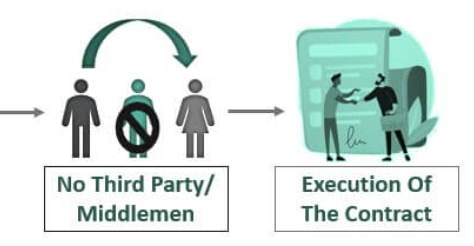 No Third Party/
Middlemen
Execution Of
The Contract